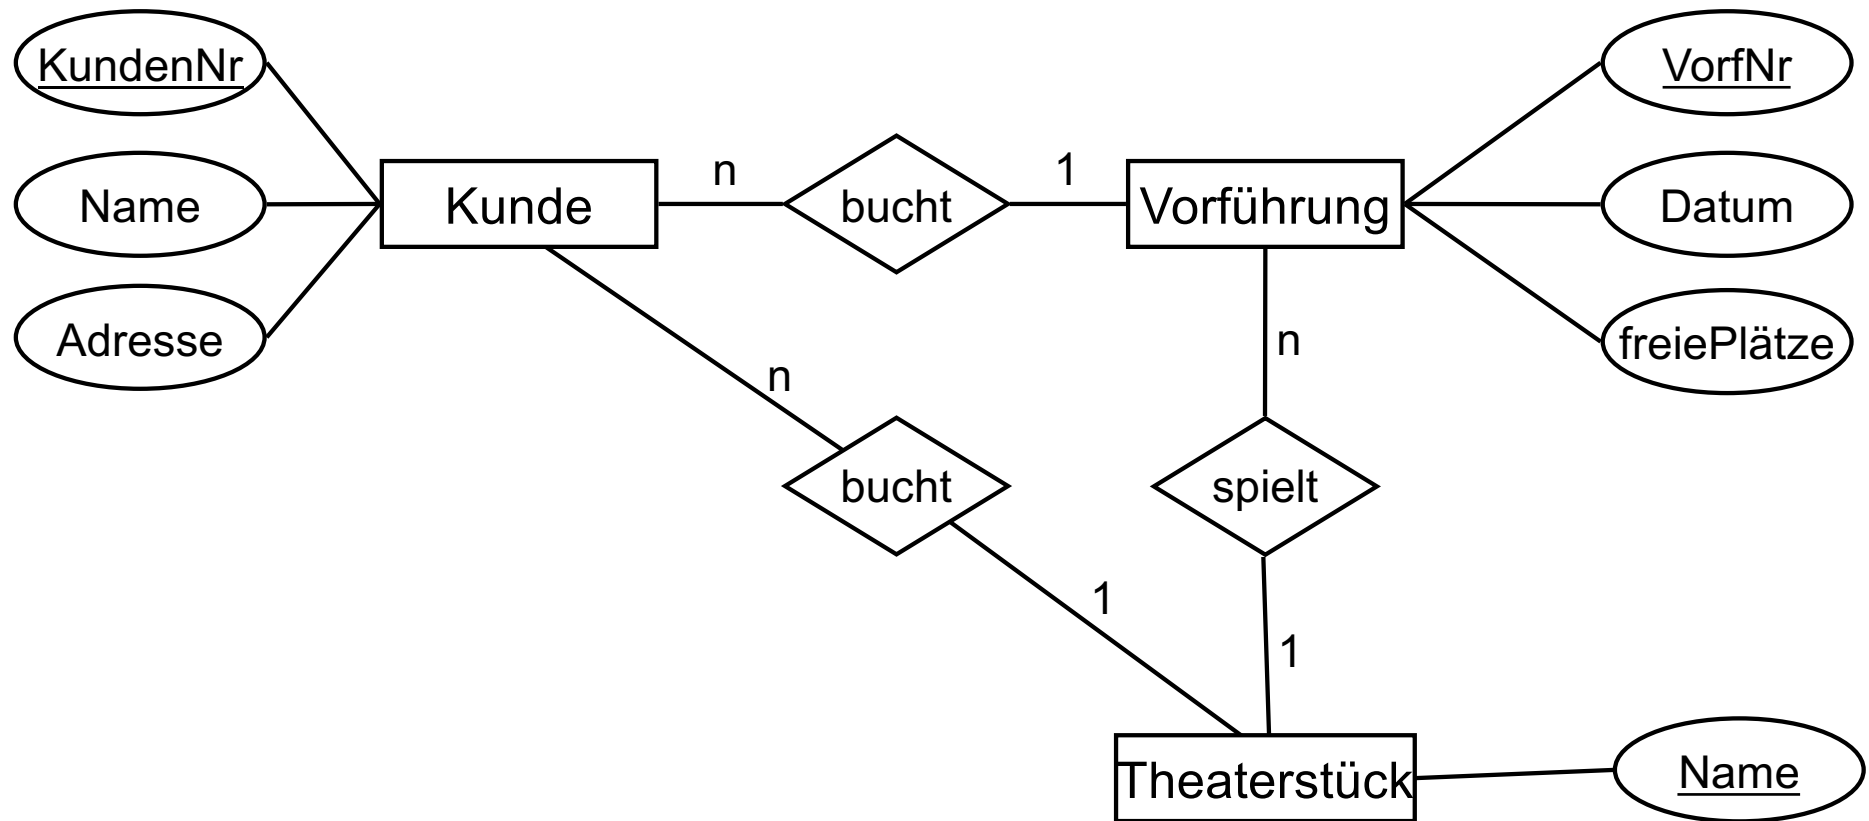 KundenNr
VorfNr
n
1
Name
Kunde
bucht
Vorführung
Datum
Adresse
n
freiePlätze
n
bucht
spielt
1
1
Theaterstück
Name